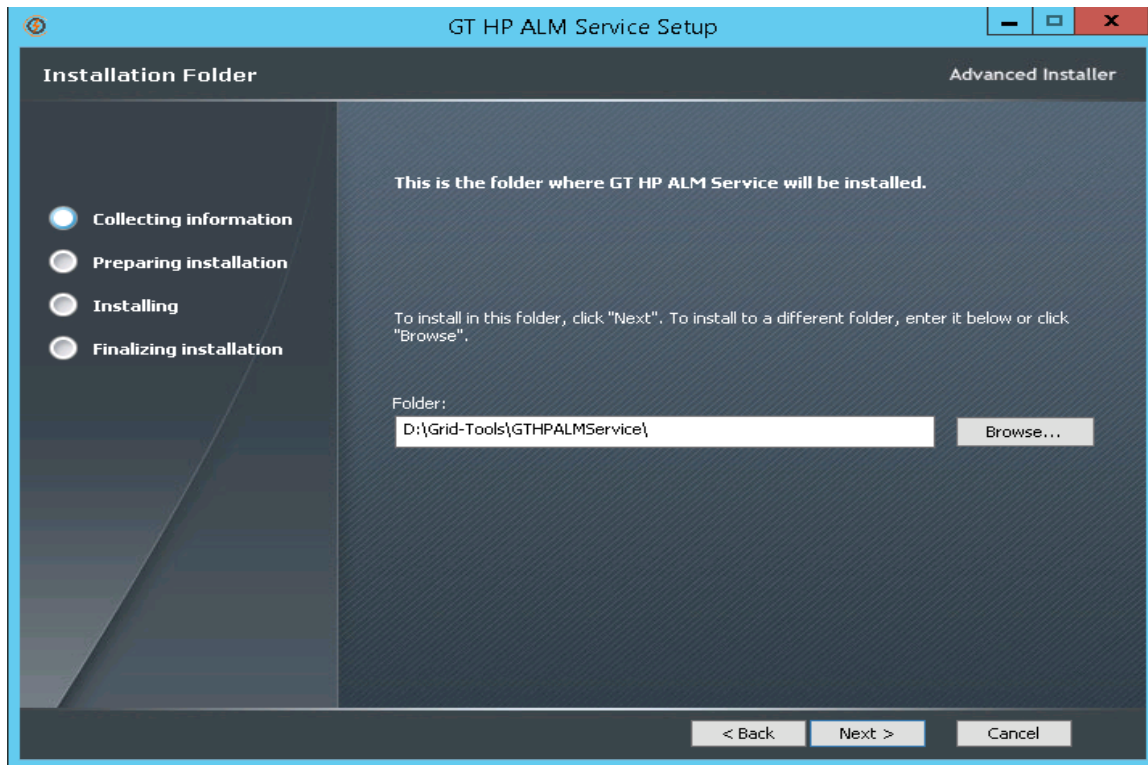 GT HP ALM Service Setup
Installation Folder
Advanced Installer
This is the folder where GT HP ALM Service will be installed.
Collecting information
Preparing installation
Installing
Finalizing installation
To install in this folder, click "Next". To install to a different folder, enter it below or click
"Browse".
Folder:
D:\Grid-Tools\GTHPALMService\
Browse...
< Back
Next >
Cancel